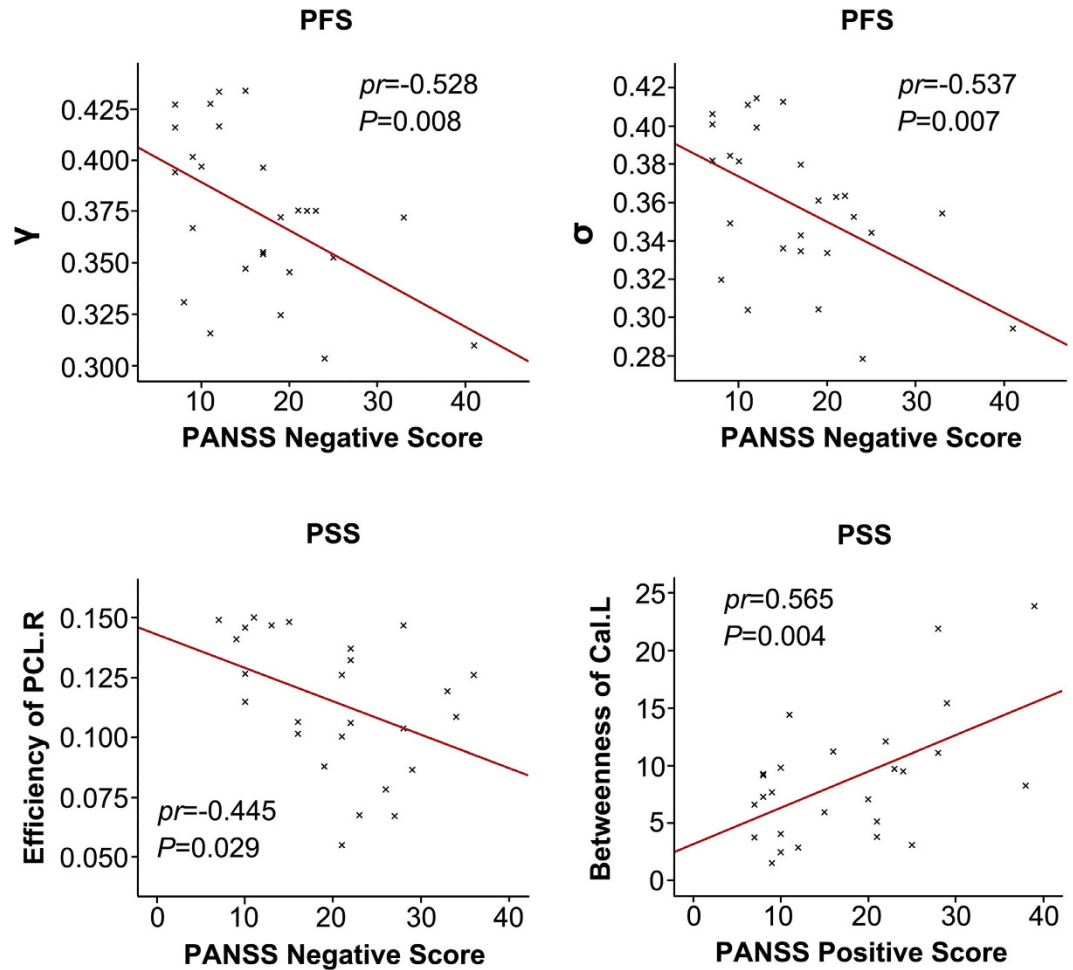 PFS
pr=-0.528
P=0.008
0.425
0.400
0.375
0.350
0.325
0.300
γ
10 20 30 40
PANSS Negative Score
PFS
pr=-0.537
P=0.007
0.42
0.40
0.38
0.36
0.34
0.32
0.30
0.28
σ
10 20 30 40
PANSS Negative Score
PSS
0.150
0.125
0.100
0.075
0.050
Efficiency of PCL.R
pr=-0.445
P=0.029
0 10 20 30 40
PANSS Negative Score
PSS
pr=0.565
P=0.004
25
20
15
10
5
0
Betweenness of Cal.L
0 10 20 30 40
PANSS Positive Score